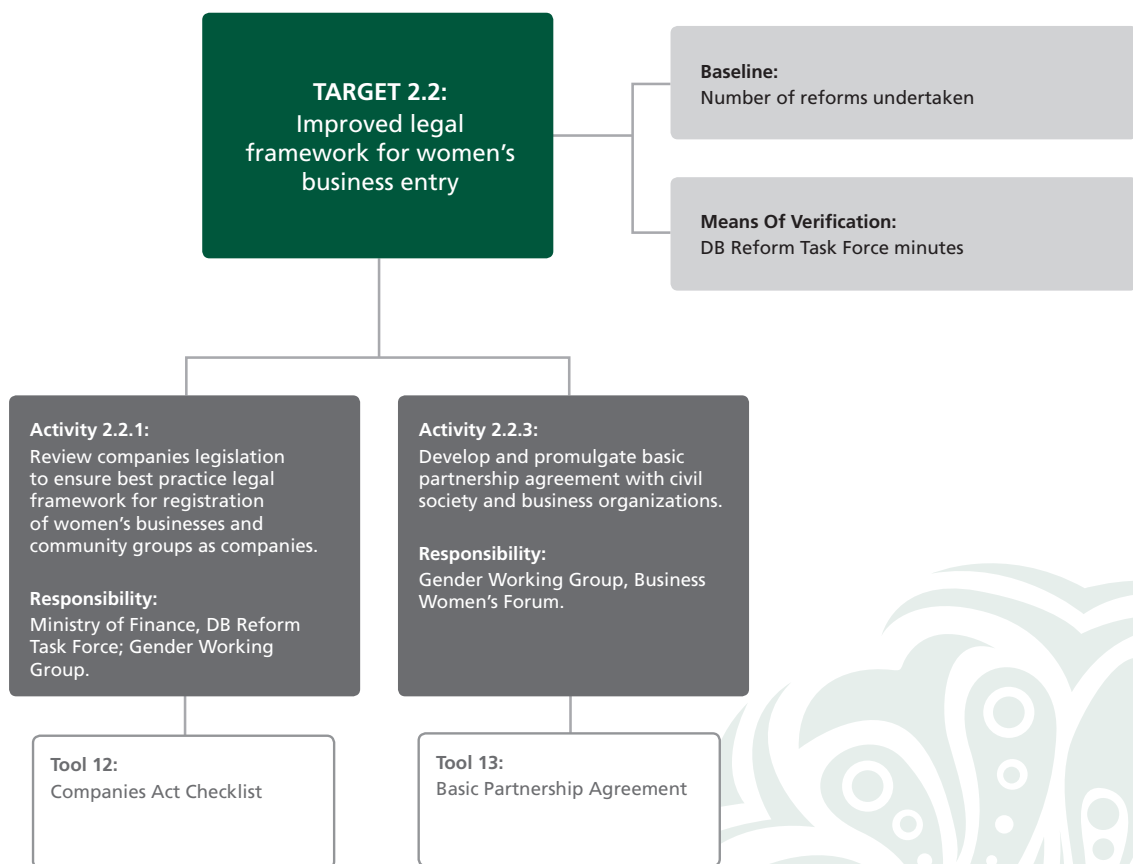 TARGET 2.2:
Improved legal
framework for women’s
business entry
Baseline:
Number of reforms undertaken
Means Of Verification:
DB Reform Task Force minutes
Activity 2.2.1:
Review companies legislation
to ensure best practice legal
framework for registration
of women’s businesses and
community groups as companies.
Responsibility:
Ministry of Finance, DB Reform
Task Force; Gender Working
Group.
Activity 2.2.3:
Develop and promulgate basic
partnership agreement with civil
society and business organizations.
Responsibility:
Gender Working Group, Business
Women’s Forum.
Tool 12:
Companies Act Checklist
Tool 13:
Basic Partnership Agreement